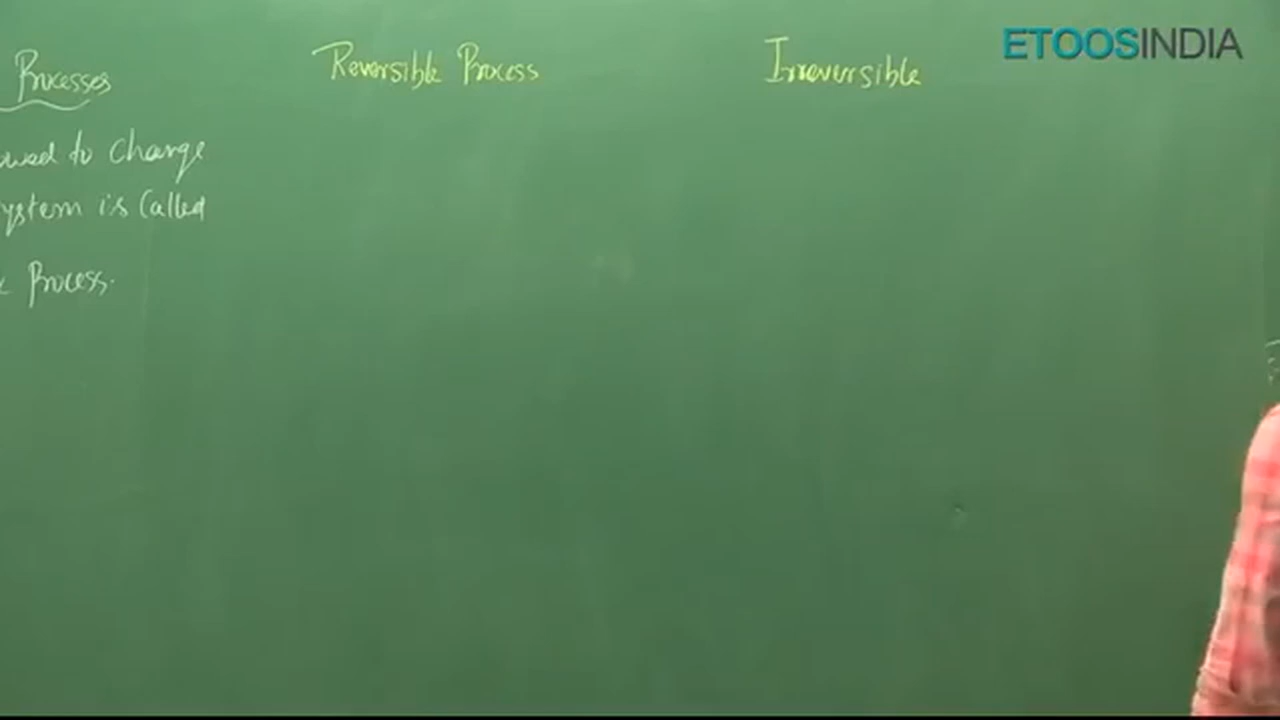 Processes
owed to change
ystem is Called
Process.
Reversible Process
Irreversible
ETOOSINDIA